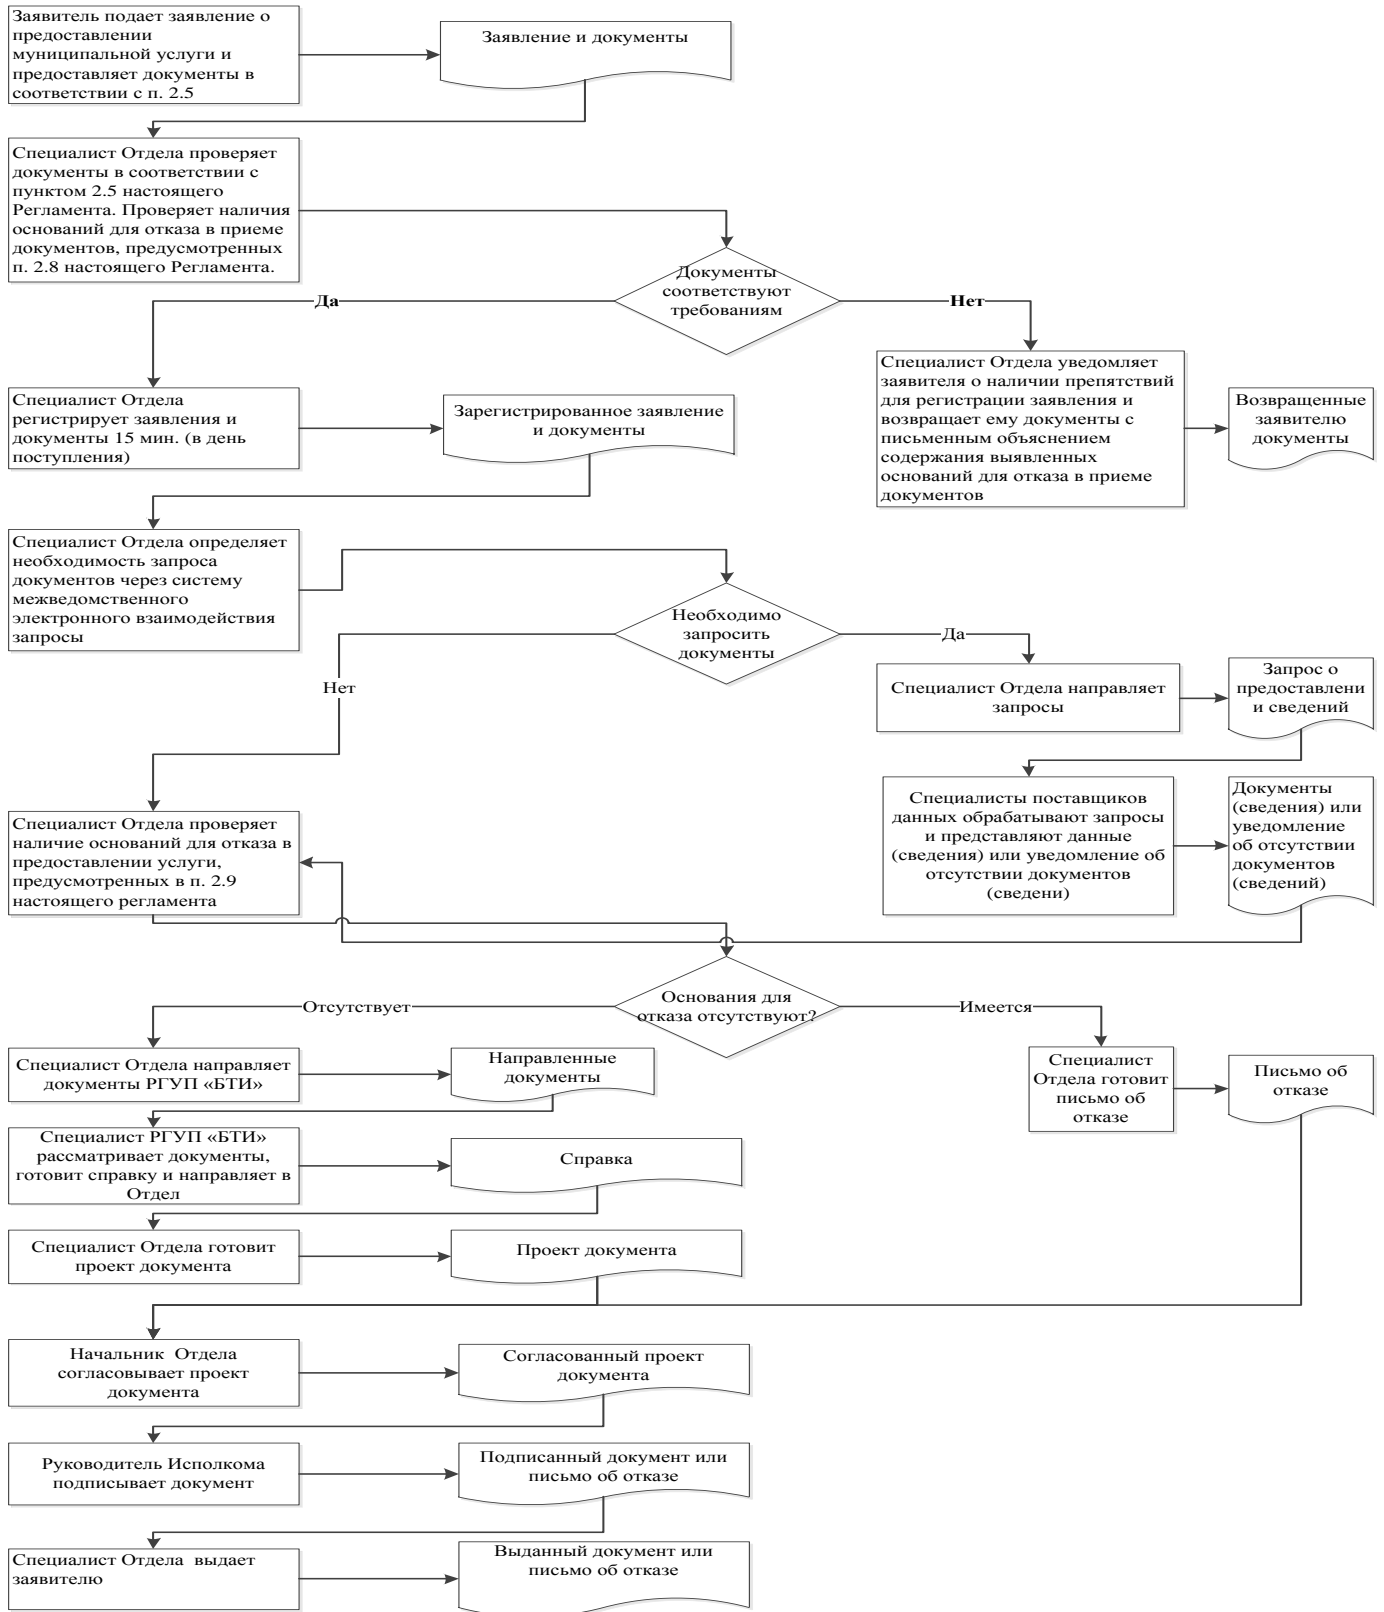 Заявитель подает заявление о
предоставлении
муниципальной услуги и
предоставляет документы в
соответствии с п. 2.5
Заявление и документы
Специалист Отдела проверяет
документы в соответствии с
пунктом 2.5 настоящего
Регламента. Проверяет наличия
оснований для отказа в приеме
документов, предусмотренных
п. 2.8 настоящего Регламента.
Документы
соответствуют
требованиям
Да
Нет
Специалист Отдела
регистрирует заявления и
документы 15 мин. (в день
поступления)
Зарегистрированное заявление
и документы
Специалист Отдела уведомляет
заявителя о наличии препятствий
для регистрации заявления и
возвращает ему документы с
письменным объяснением
содержания выявленных
оснований для отказа в приеме
документов
Возвращенные
заявителю
документы
Специалист Отдела определяет
необходимость запроса
документов через систему
межведомственного
электронного взаимодействия
запросы
Необходимо
запросить
документы
Да
Нет
Специалист Отдела направляет
запросы
Запрос о
предоставлени
и сведений
Специалисты поставщиков
данных обрабатывают запросы
и представляют данные
(сведения) или уведомление об
отсутствии документов
(сведени)
Документы
(сведения) или
уведомление
об отсутствии
документов
(сведений)
Специалист Отдела проверяет
наличие оснований для отказа в
предоставлении услуги,
предусмотренных в п. 2.9
настоящего регламента
Основания для
отказа отсутствуют?
Отсутствует
Имеется
Специалист Отдела направляет
документы РГУП «БТИ»
Направленные
документы
Специалист
Отдела готовит
письмо об
отказе
Письмо об
отказе
Специалист РГУП «БТИ»
рассматривает документы,
готовит справку и направляет в
Отдел
Справка
Специалист Отдела готовит
проект документа
Проект документа
Начальник  Отдела
согласовывает проект
документа
Согласованный проект
документа
Руководитель Исполкома
подписывает документ
Подписанный документ или
письмо об отказе
Специалист Отдела  выдает
заявителю
Выданный документ или
письмо об отказе